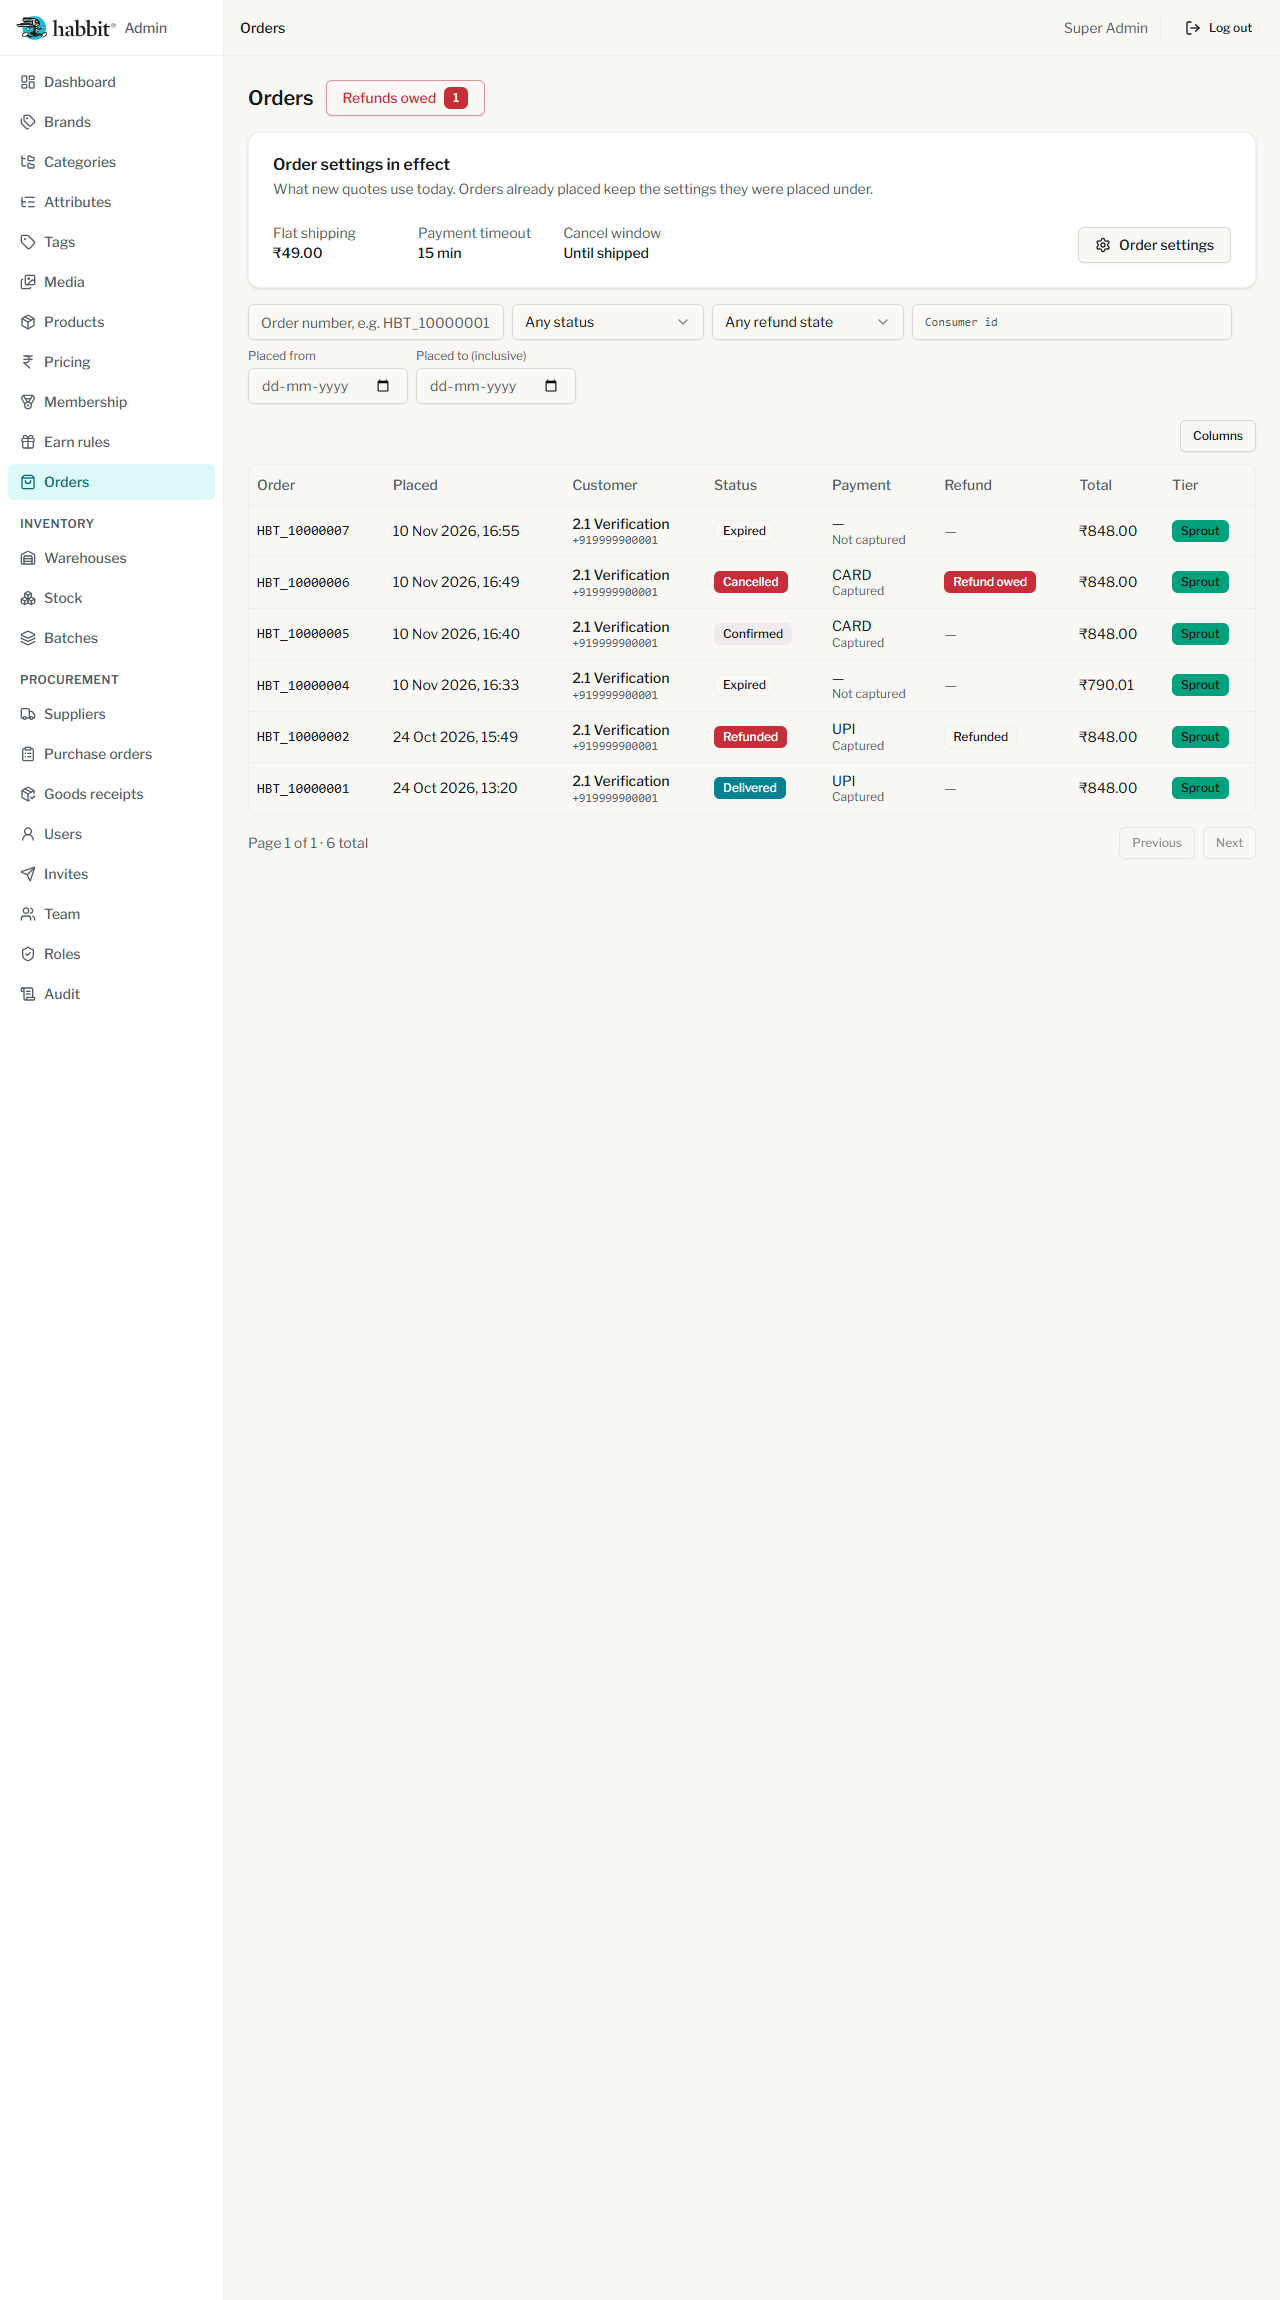 habbit® Admin
Orders
Super Admin
Log out
Dashboard
Brands
Categories
Attributes
Tags
Media
Products
Pricing
Membership
Earn rules
Orders
INVENTORY
Warehouses
Stock
Batches
PROCUREMENT
Suppliers
Purchase orders
Goods receipts
Users
Invites
Team
Roles
Audit
Orders
Refunds owed 1
Order settings in effect
What new quotes use today. Orders already placed keep the settings they were placed under.
Flat shipping Payment timeout Cancel window
₹49.00 15 min Until shipped
Order settings
Order number, e.g. HBT_10000001 Any status Any refund state Consumer id
Placed from Placed to (inclusive)
dd-mm-yyyy dd-mm-yyyy
Columns
Order Placed Customer Status Payment Refund Total Tier
HBT_10000007 10 Nov 2026, 16:55 2.1 Verification Expired — — ₹848.00 Sprout
+919999900001 Not captured
HBT_10000006 10 Nov 2026, 16:49 2.1 Verification Cancelled CARD Refund owed ₹848.00 Sprout
+919999900001 Captured
HBT_10000005 10 Nov 2026, 16:40 2.1 Verification Confirmed CARD — ₹848.00 Sprout
+919999900001 Captured
HBT_10000004 10 Nov 2026, 16:33 2.1 Verification Expired — — ₹790.01 Sprout
+919999900001 Not captured
HBT_10000002 24 Oct 2026, 15:49 2.1 Verification Refunded UPI Refunded ₹848.00 Sprout
+919999900001 Captured
HBT_10000001 24 Oct 2026, 13:20 2.1 Verification Delivered UPI — ₹848.00 Sprout
+919999900001 Captured
Page 1 of 1 · 6 total
Previous Next